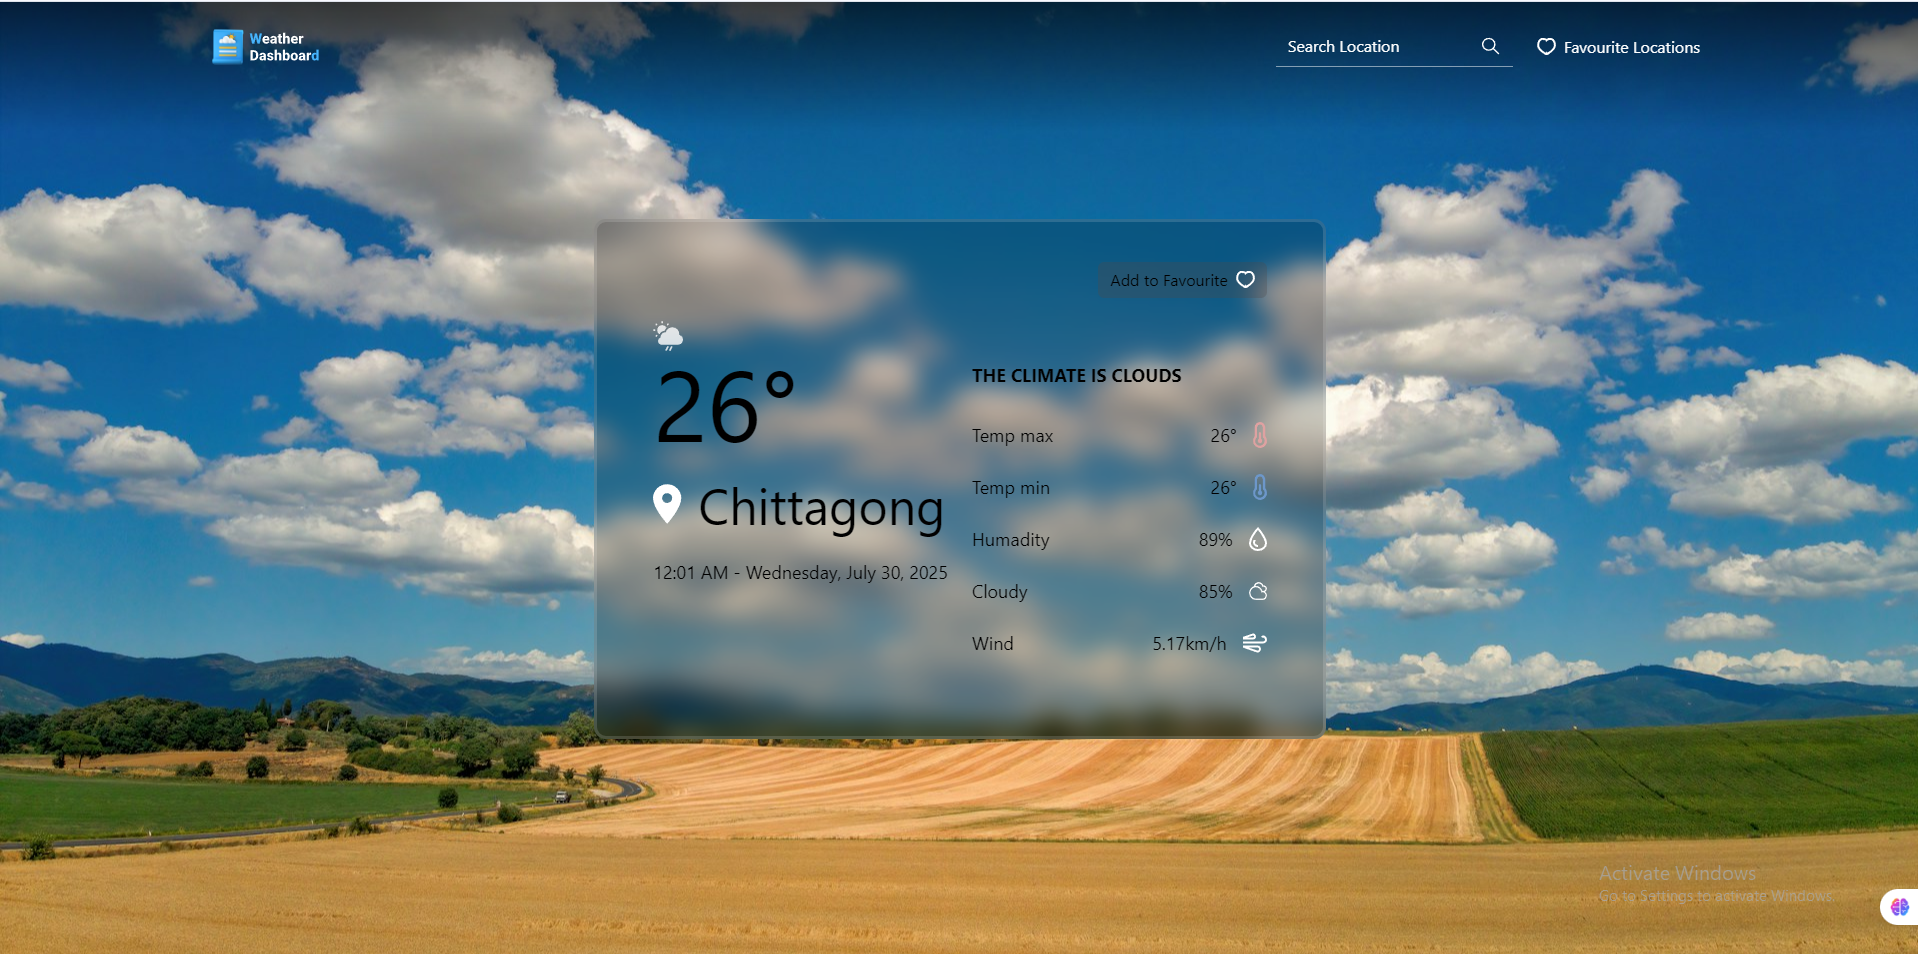 Weather
Dashboard
Search Location
Favourite Locations
Add to Favourite
26°
Chittagong
12:01 AM - Wednesday, July 30, 2025
THE CLIMATE IS CLOUDS
Temp max 26°
Temp min 26°
Humadity 89%
Cloudy 85%
Wind 5.17km/h
Activate Windows
Go to Settings to activate Windows.